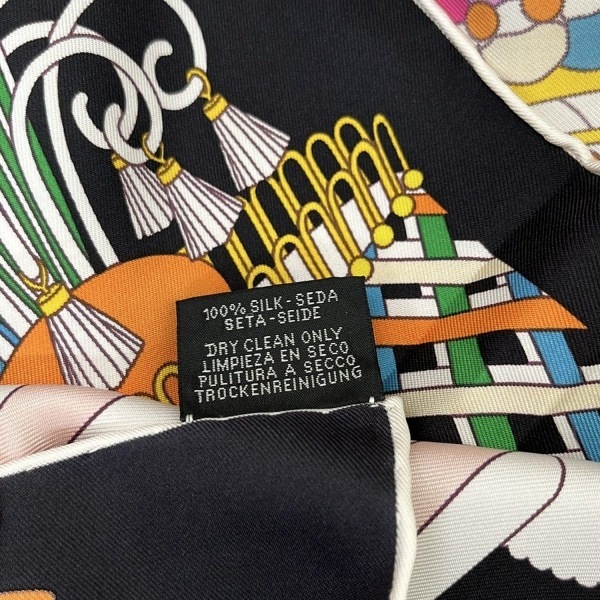 100% SILK-SEDA
SETA-SEIDE
DRY CLEAN ONLY
LIMPIEZA EN SECO
PULITURA A SECCO
TROCKENREINIGUNG